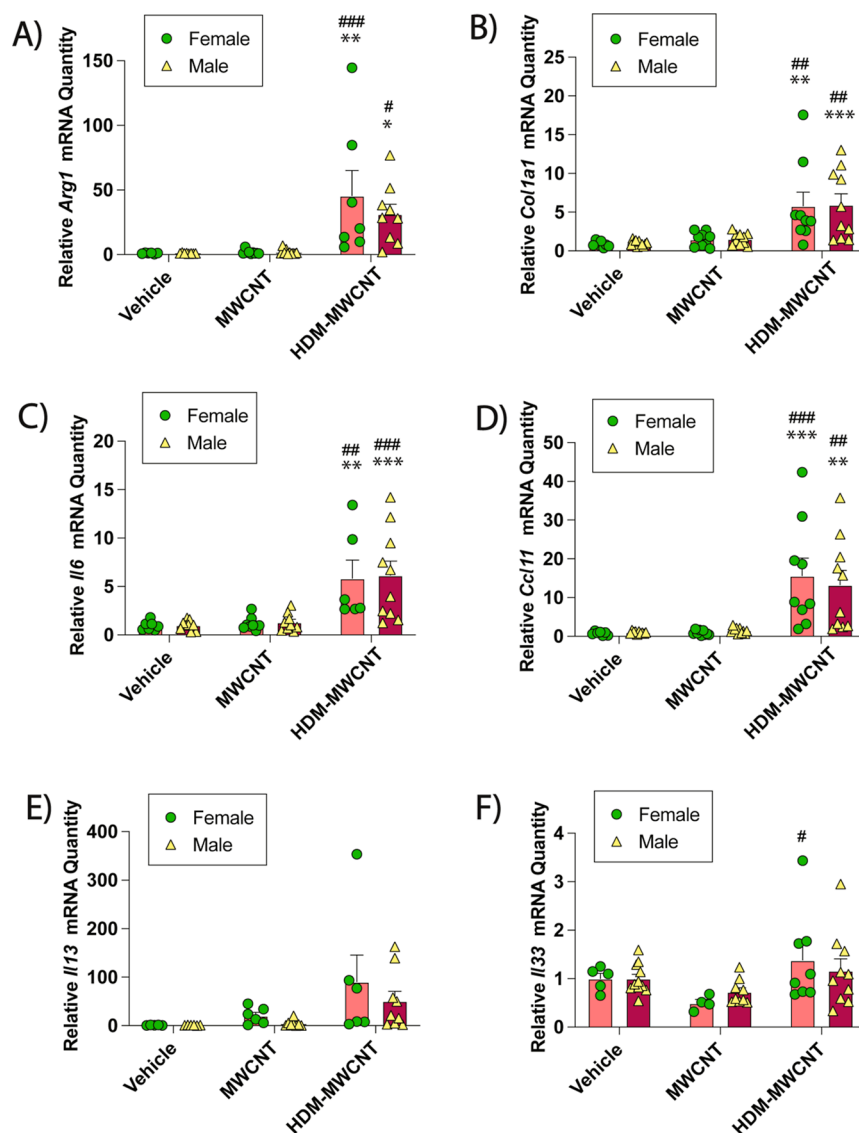 A)
Female
Male
Relative Arg1 mRNA Quantity
150
100
50
0
###
**
#
*
Vehicle
MWCNT
HDM-MWCNT
B)
Female
Male
Relative Col1a1 mRNA Quantity
25
20
15
10
5
0
##
**
##
***
Vehicle
MWCNT
HDM-MWCNT
C)
Female
Male
Relative Il6 mRNA Quantity
20
15
10
5
0
##
**
###
***
Vehicle
MWCNT
HDM-MWCNT
D)
Female
Male
Relative Ccl11 mRNA Quantity
50
40
30
20
10
0
###
***
##
**
Vehicle
MWCNT
HDM-MWCNT
E)
Female
Male
Relative Il13 mRNA Quantity
400
300
200
100
0
Vehicle
MWCNT
HDM-MWCNT
F)
Female
Male
Relative Il33 mRNA Quantity
4
3
2
1
0
#
Vehicle
MWCNT
HDM-MWCNT